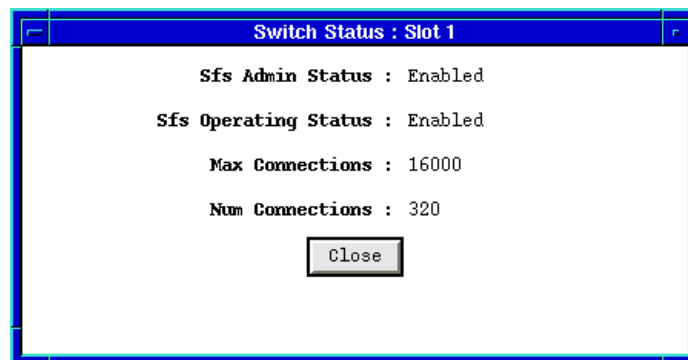 Switch Status : Slot 1
Sfs Admin Status : Enabled
Sfs Operating Status : Enabled
Max Connections : 16000
Num Connections : 320
Close